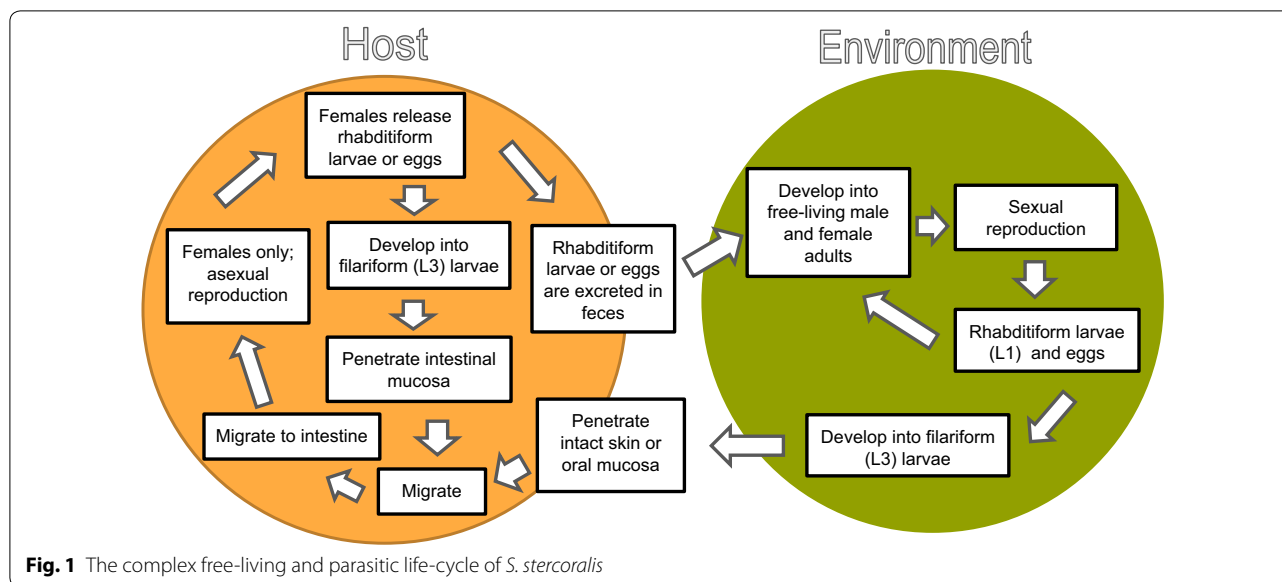 Host
Environment
Females release
rhabditiform
larvae or eggs
Develop into
filariform (L3) larvae
Penetrate intestinal
mucosa
Migrate
Migrate to intestine
Females only;
asexual
reproduction
Rhabditiform
larvae or eggs
are excreted in
feces
Penetrate
intact skin or
oral mucosa
Develop into
free-living male
and female
adults
Sexual
reproduction
Rhabditiform larvae
(L1) and eggs
Develop into filariform
(L3) larvae
Fig. 1 The complex free-living and parasitic life-cycle of S. stercoralis